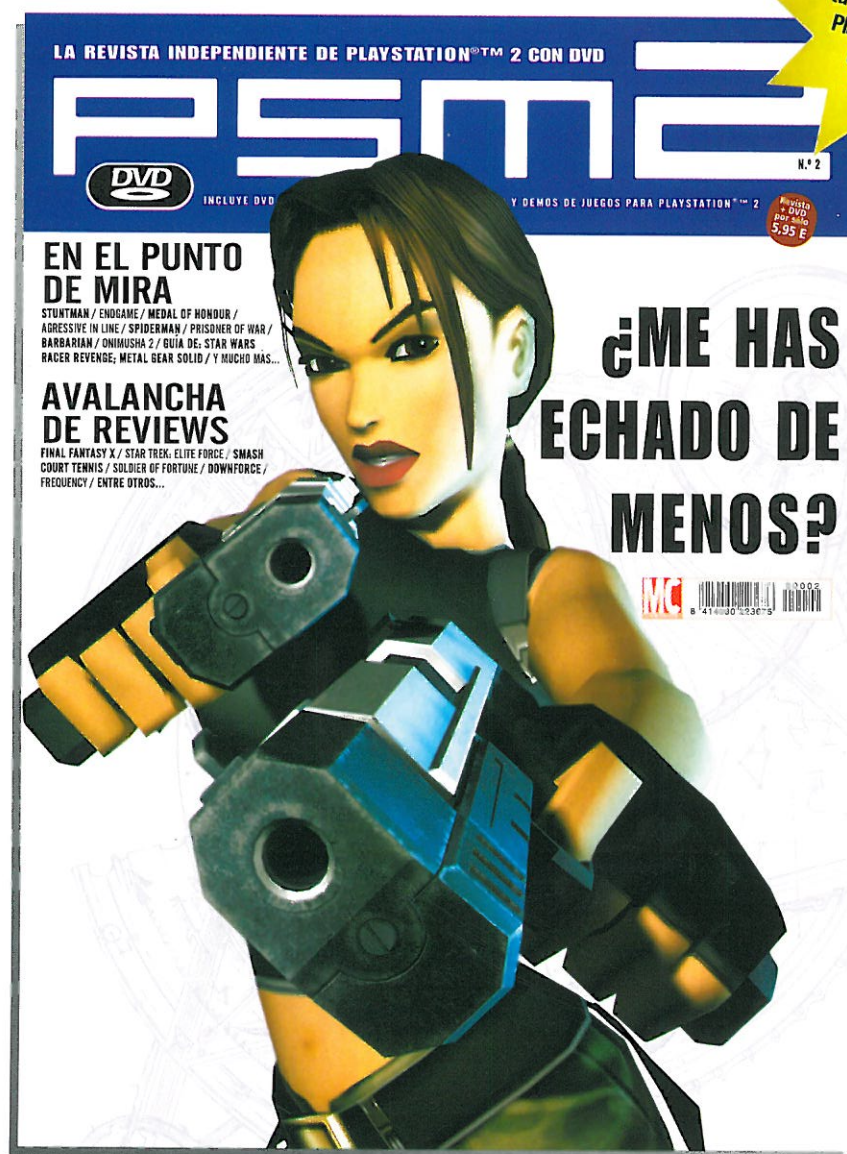 LA REVISTA INDEPENDIENTE DE PLAYSTATION®™ 2 CON DVD
PSM2
N.º 2
DVD
INCLUYE DVD
Y DEMOS DE JUEGOS PARA PLAYSTATION®™ 2
Revista
+ DVD
por sólo
5,95 E
EN EL PUNTO
DE MIRA
STUNTMAN / ENDGAME / MEDAL OF HONOUR /
AGRESSIVE IN LINE / SPIDERMAN / PRISONER OF WAR /
BARBARIAN / ONIMUSHA 2 / GUÍA DE: STAR WARS
RACER REVENGE; METAL GEAR SOLID / Y MUCHO MÁS...
AVALANCHA
DE REVIEWS
FINAL FANTASY X / STAR TREK: ELITE FORCE / SMASH
COURT TENNIS / SOLDIER OF FORTUNE / DOWNFORCE /
FREQUENCY / ENTRE OTROS...
¿ME HAS
ECHADO DE
MENOS?
MC
00002